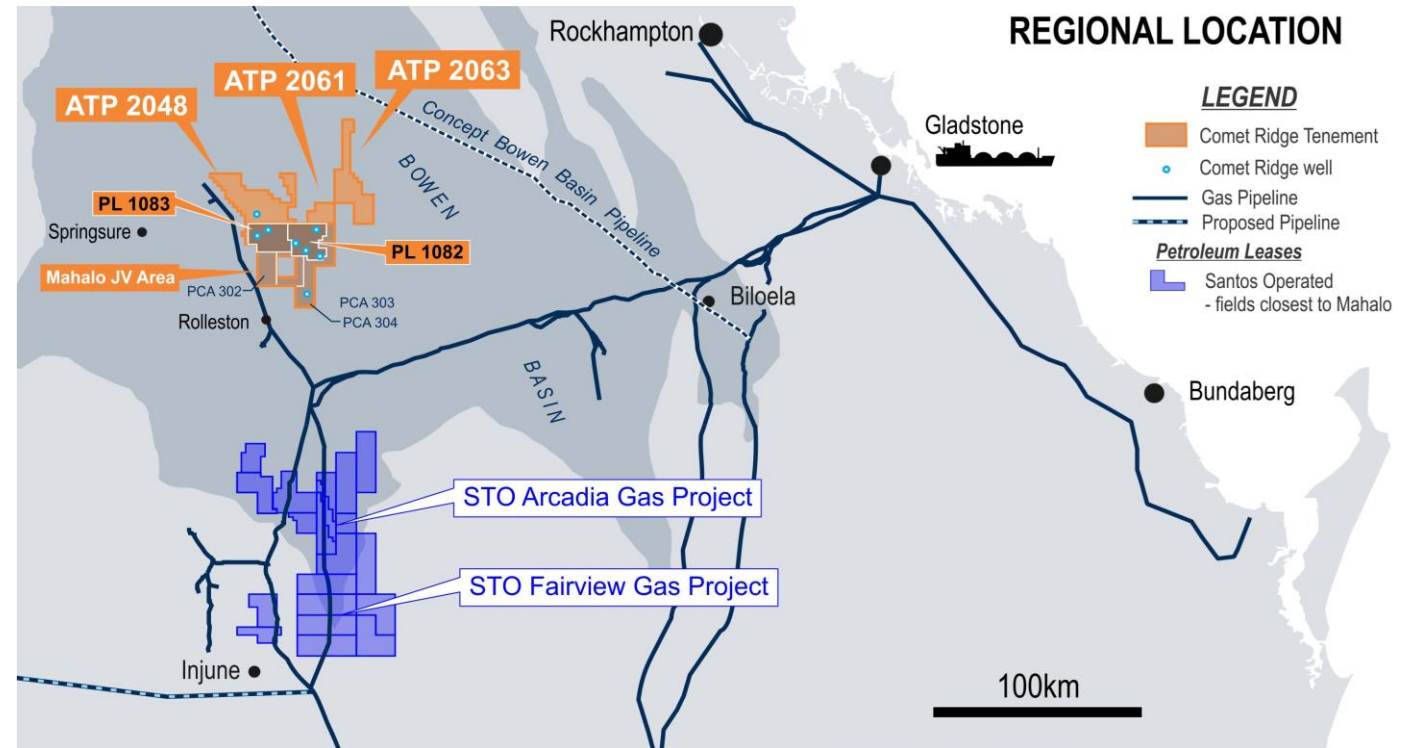 REGIONAL LOCATION
Rockhampton
ATP 2063
ATP 2061
ATP 2048
LEGEND
Comet Ridge Tenement
Comet Ridge well
Gas Pipeline
Proposed Pipeline
Petroleum Leases
Santos Operated
- fields closest to Mahalo
Concept Bowen Basin Pipeline
Gladstone
BOWEN
PL 1083
Springsure
PL 1082
Mahalo JV Area
PCA 302
PCA 303
PCA 304
Rolleston
Biloela
BASIN
Bundaberg
STO Arcadia Gas Project
STO Fairview Gas Project
Injune
100km